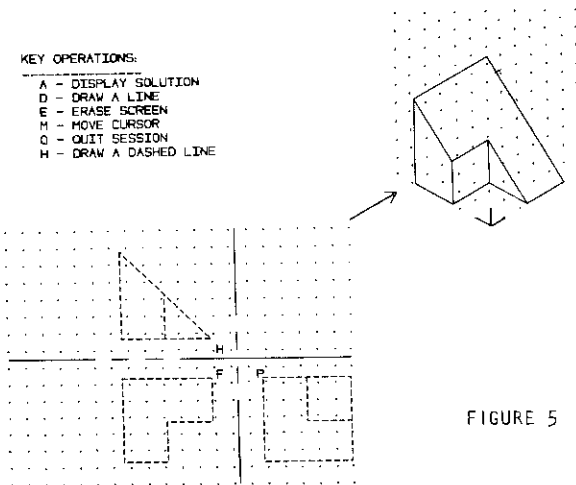 KEY OPERATIONS:
A - DISPLAY SOLUTION
D - DRAW A LINE
E - ERASE SCREEN
M - MOVE CURSOR
Q - QUIT SESSION
H - DRAW A DASHED LINE
H
F P
FIGURE 5